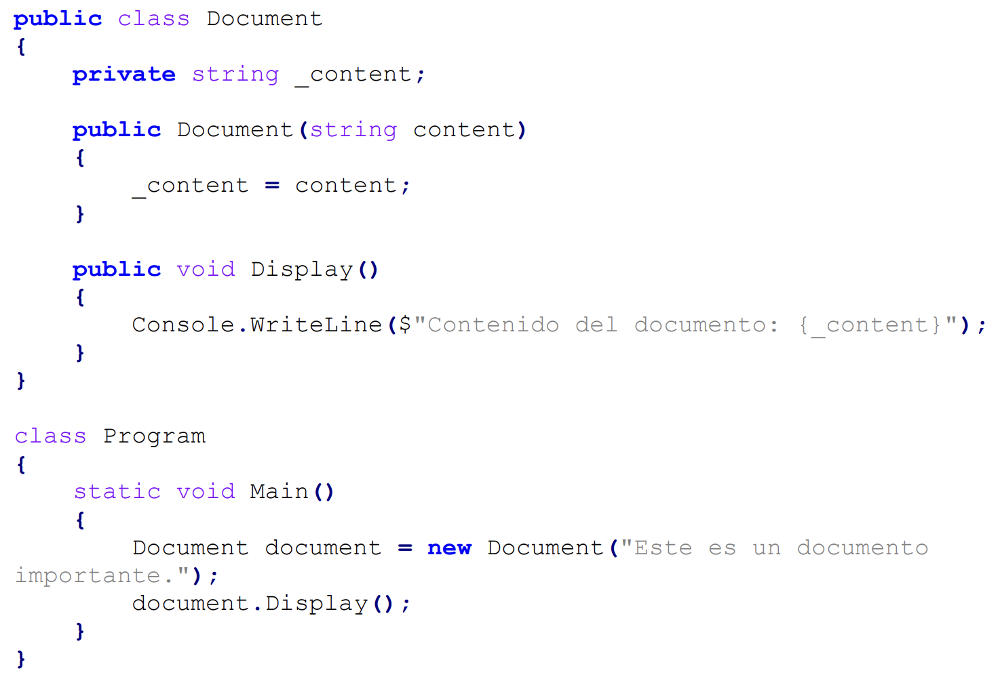 public class Document
{
    private string _content;

    public Document(string content)
    {
        _content = content;
    }

    public void Display()
    {
        Console.WriteLine($"Contenido del documento: {_content}");
    }
}

class Program
{
    static void Main()
    {
        Document document = new Document("Este es un documento
importante.");
        document.Display();
    }
}